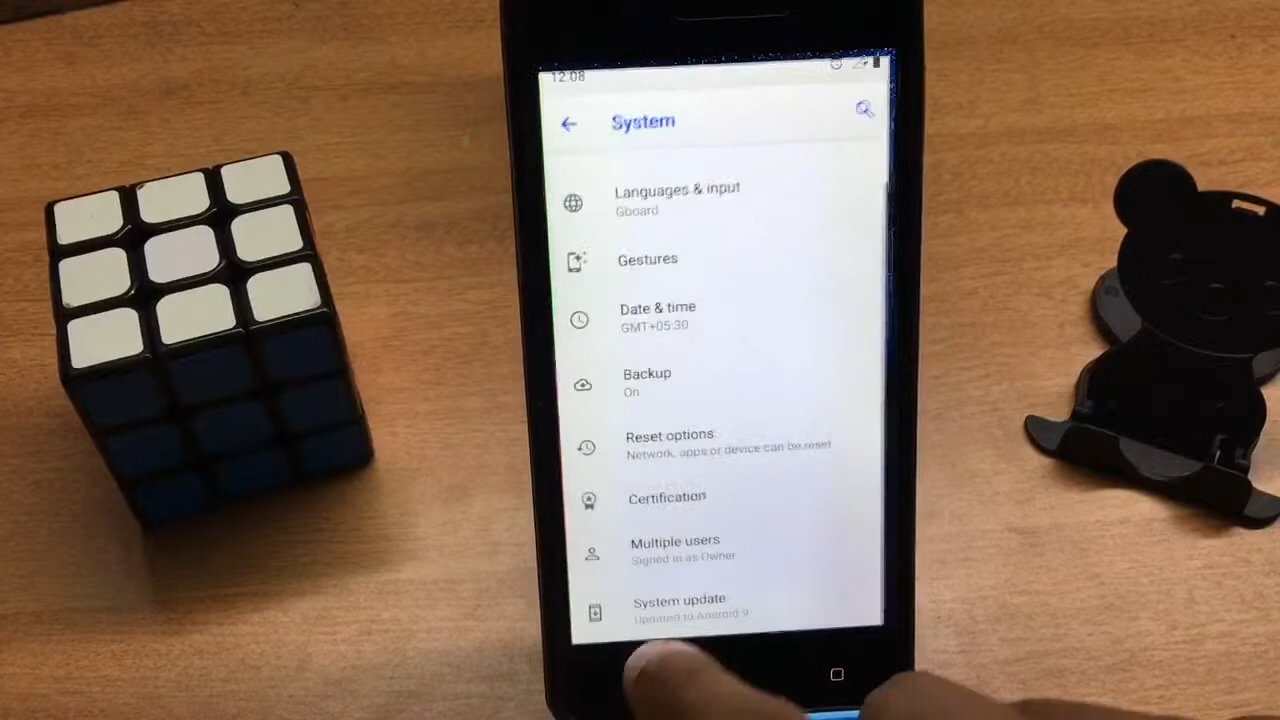 12:08
System
Languages & input
Gboard
Gestures
Date & time
GMT+05:30
Backup
On
Reset options
Network, apps or device can be reset
Certification
Multiple users
Signed in as Owner
System update
Updated to Android 9